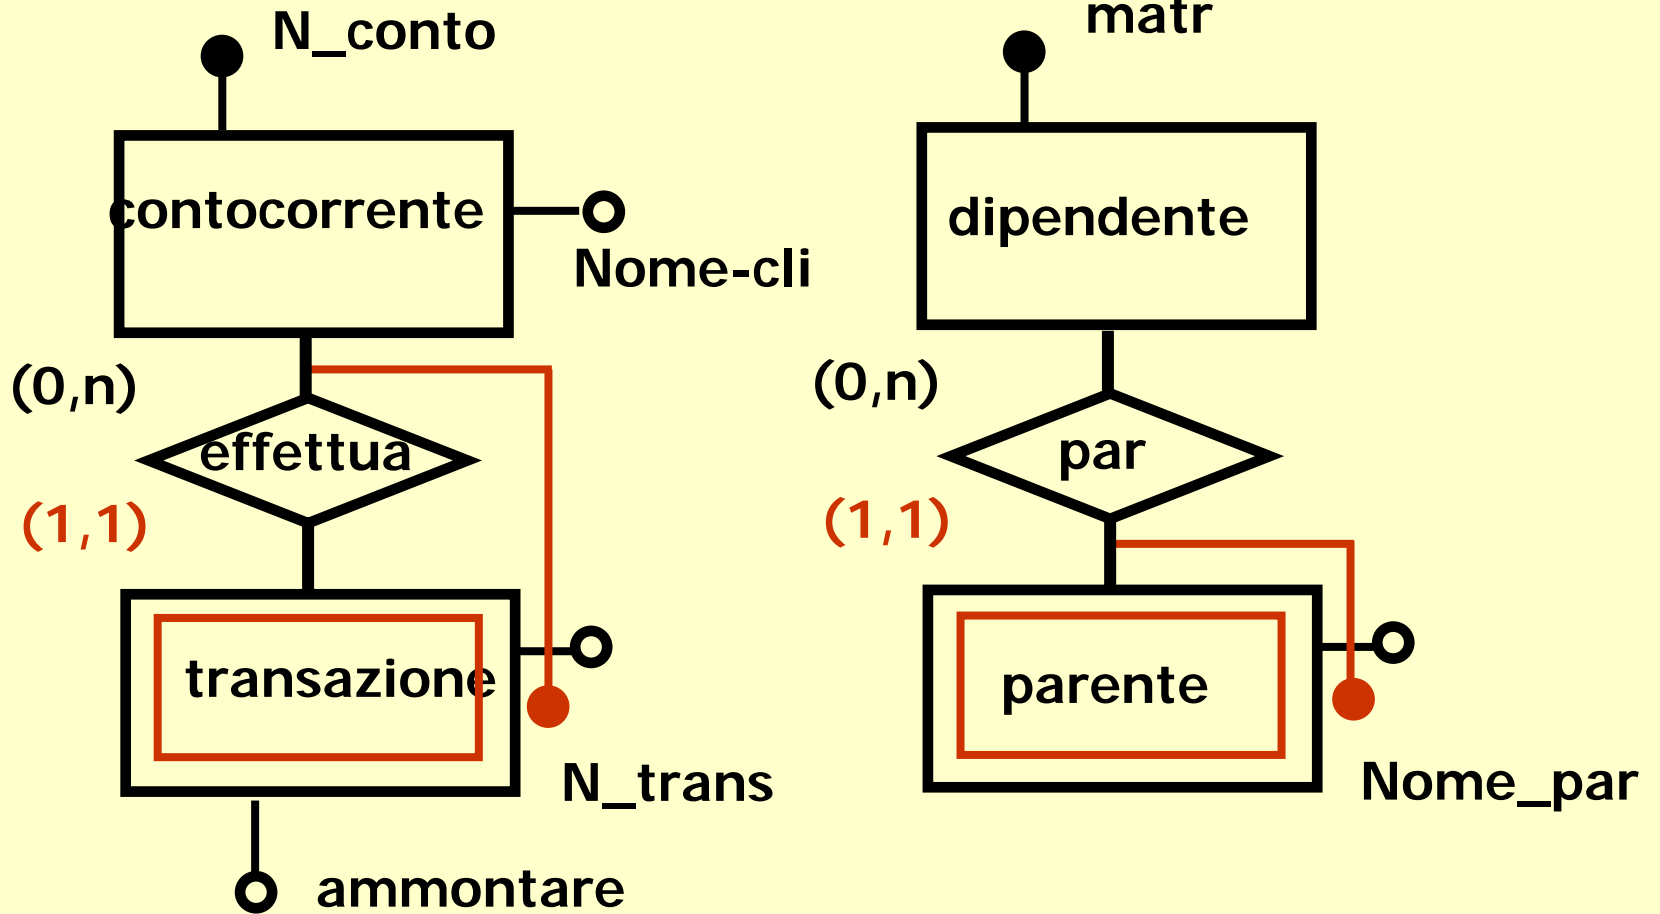 N_conto
contocorrente
Nome-cli
(0,n)
effettua
(1,1)
transazione
N_trans
ammontare
matr
dipendente
(0,n)
par
(1,1)
parente
Nome_par